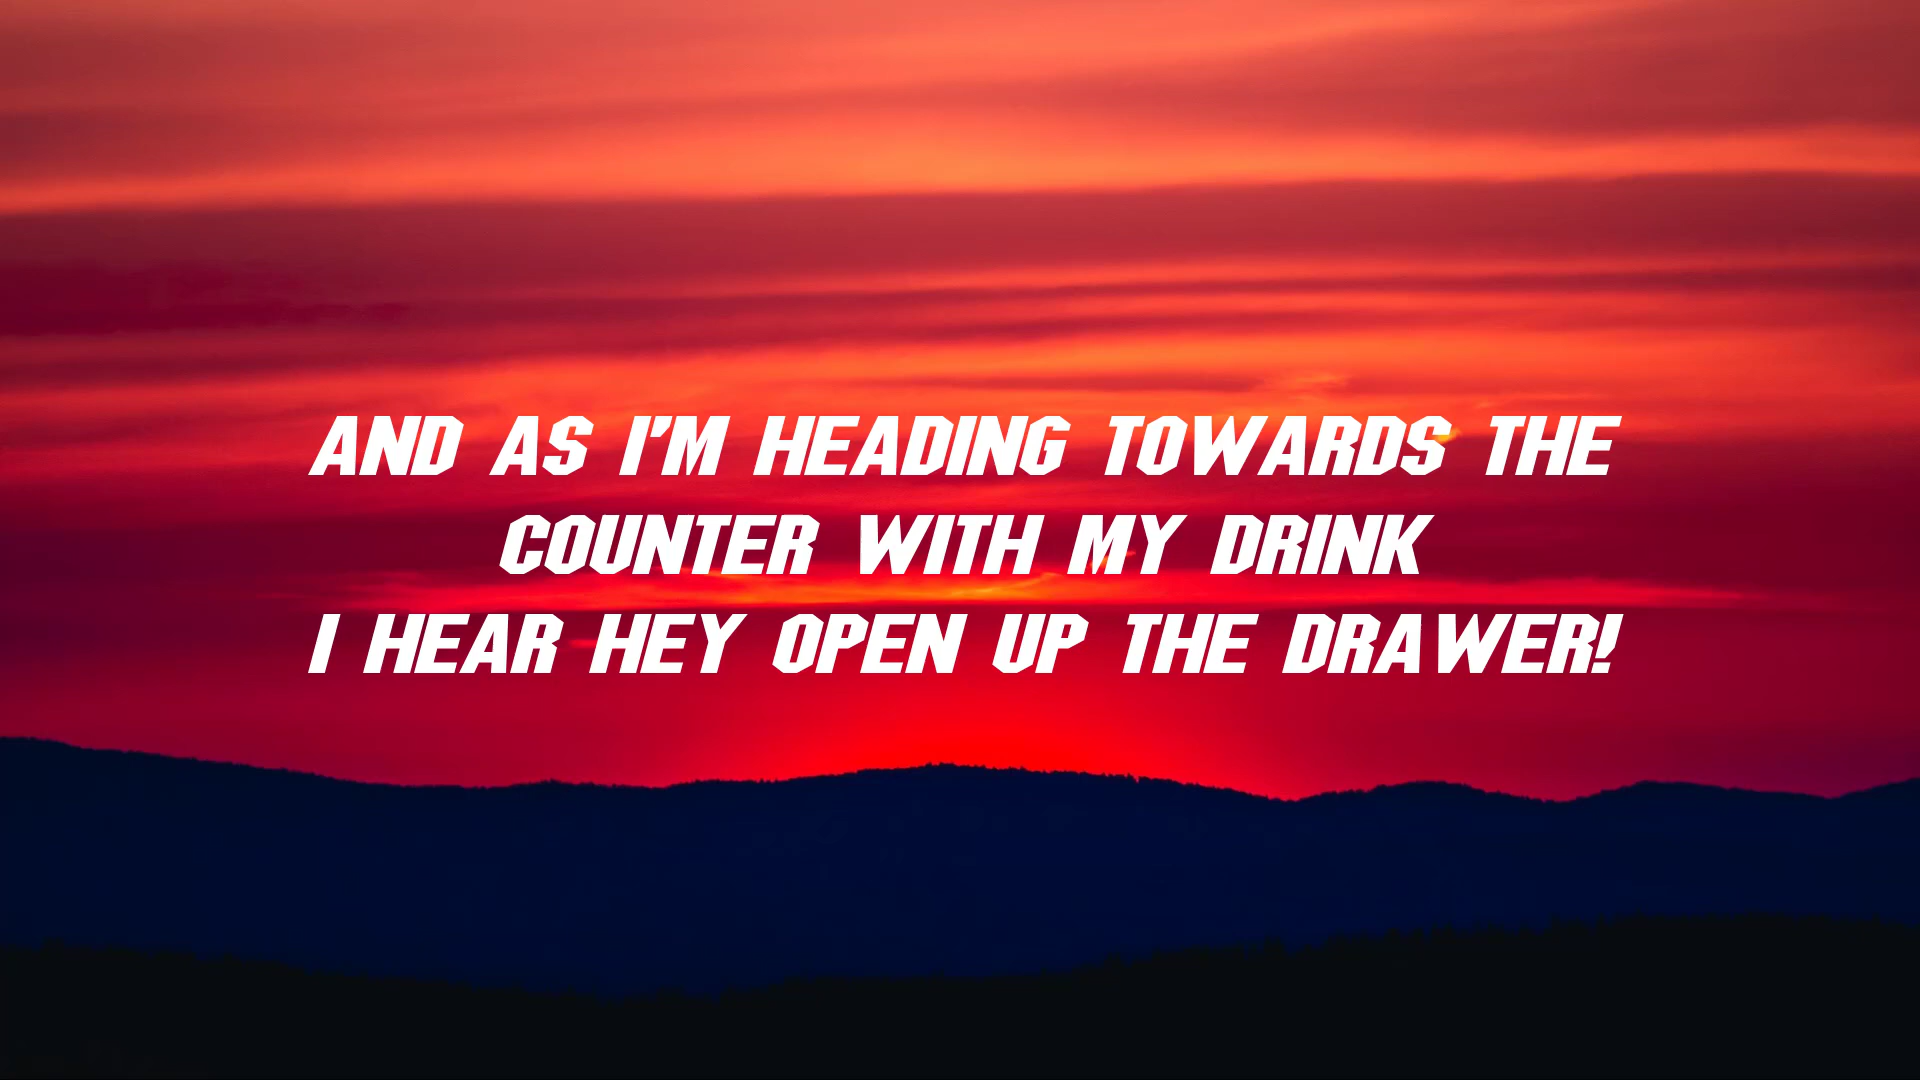 AND AS I'M HEADING TOWARDS THE
COUNTER WITH MY DRINK
I HEAR HEY OPEN UP THE DRAWER!